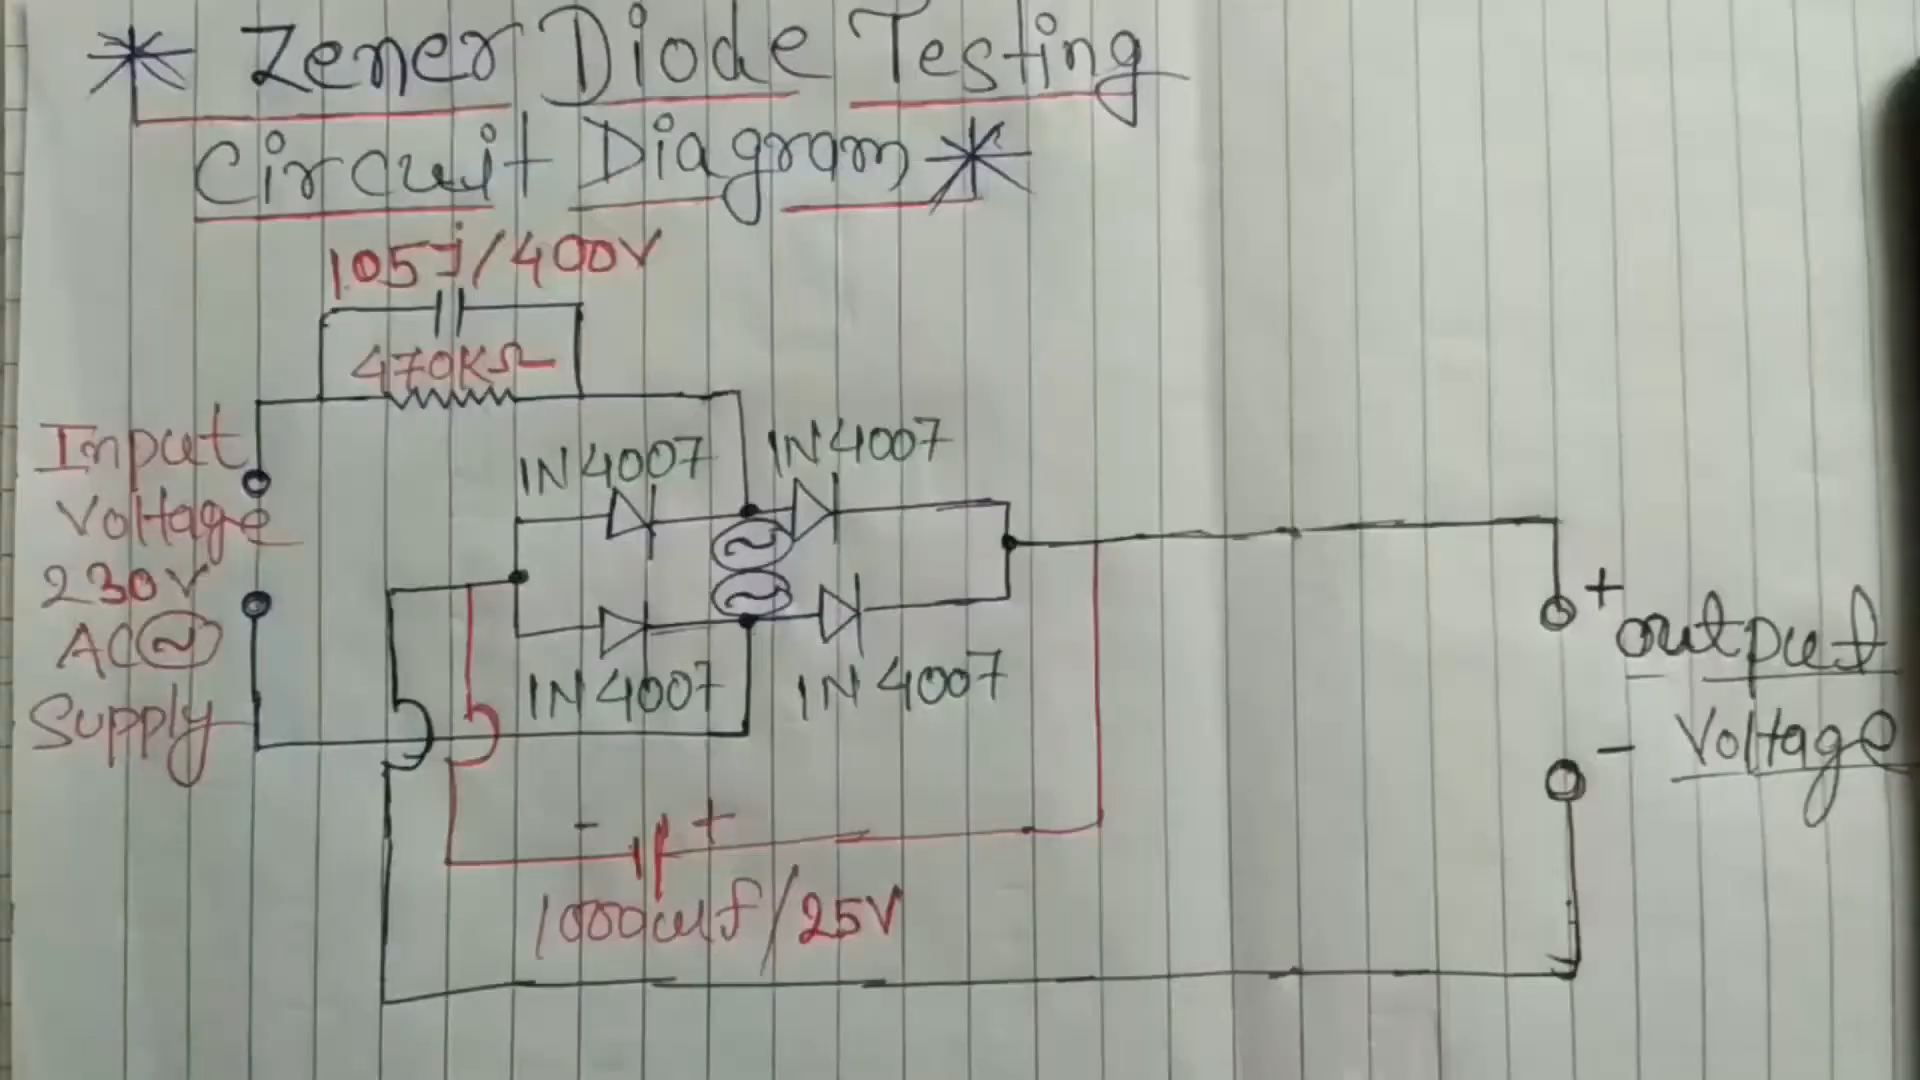 * Zener Diode Testing
Circuit Diagram *
105j/400V
470KΩ
Input
Voltage
230V
AC ~
Supply
IN4007
IN4007
~
~
IN4007
IN4007
+
output
- Voltage
- +
1000uf/25V